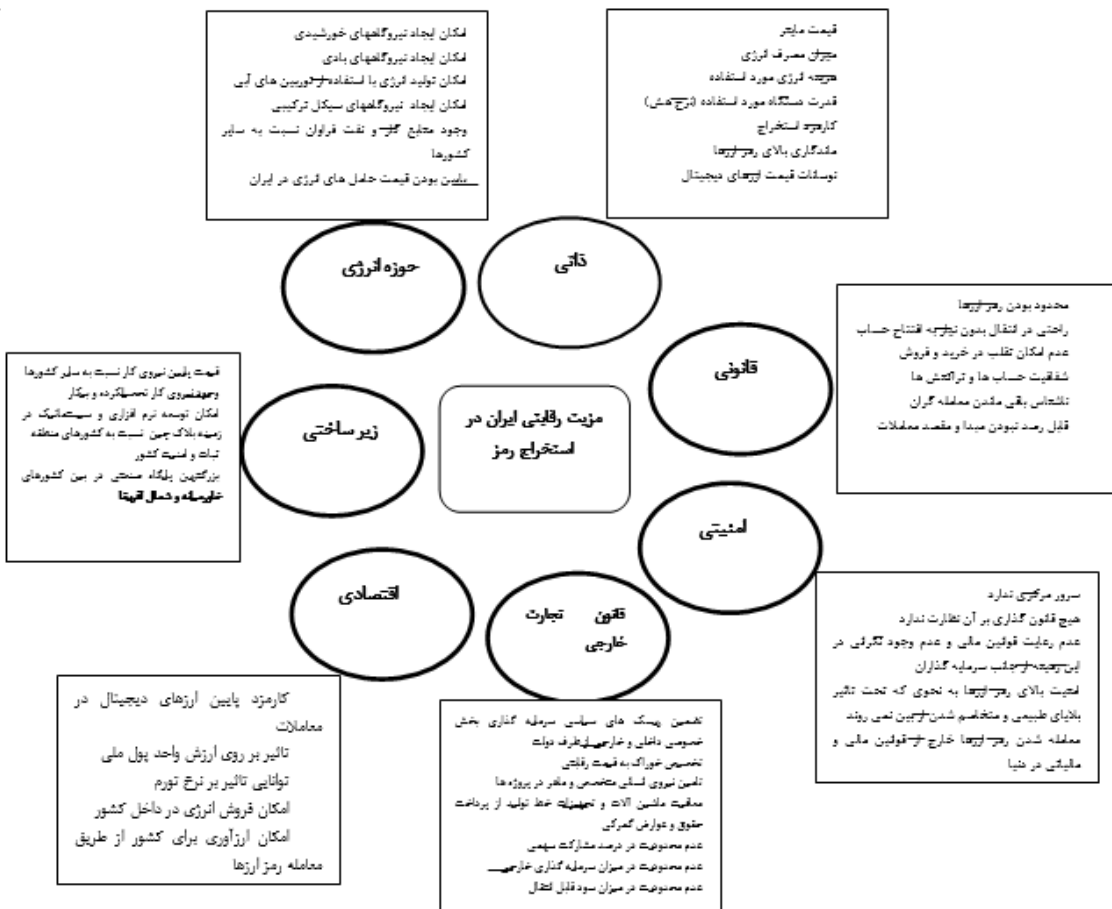 امکان ایجاد نیروگاههای خورشیدی
امکان ایجاد نیروگاههای بادی
امکان تولید انرژی با استفاده از توربین های آبی
امکان ایجاد نیروگاههای سیکل ترکیبی
وجود منابع گاز و نفت فراوان نسبت به سایر
کشورها
پایین بودن قیمت حامل های انرژی در ایران
قیمت ماینر
میزان مصرف انرژی
هزینه انرژی مورد استفاده
قدرت دستگاه مورد استفاده (نرخ هش)
کارمزد استخراج
ماندگاری بالای رمز ارزها
نوسانات قیمت ارزهای دیجیتال
حوزه انرژی
ذاتی
محدود بودن رمز ارزها
راحتی در انتقال بدون نیاز به افتتاح حساب
عدم امکان تقلب در خرید و فروش
شفافیت حساب ها و تراکنش ها
ناشناس باقی ماندن معامله گران
قابل رصد نبودن مبدا و مقصد معاملات
قانونی
قیمت پایین نیروی کار نسبت به سایر کشورها
وجود نیروی کار تحصیلکرده و بیکار
امکان توسعه نرم افزاری و سیستماتیک در
زمینه بلاک چین نسبت به کشورهای منطقه
ثبات و امنیت کشور
بزرگترین پایگاه صنعتی در بین کشورهای
خاورمیانه و شمال آفریقا
زیر ساختی
مزیت رقابتی ایران در
استخراج رمز
امنیتی
سرور مرکزی ندارد
هیچ قانون گذاری بر آن نظارت ندارد
عدم رعایت قوانین مالی و عدم وجود نگرانی در
این زمینه از جانب سرمایه گذاران
امنیت بالای رمز ارزها به نحوی که تحت تاثیر
بلایای طبیعی و متخاصم شدن از بین نمی روند
معامله شدن رمز ارزها خارج از قوانین مالی و
مالیاتی در دنیا
اقتصادی
قانون تجارت
خارجی
کارمزد پایین ارزهای دیجیتال در
معاملات
تاثیر بر روی ارزش واحد پول ملی
توانایی تاثیر بر نرخ تورم
امکان فروش انرژی در داخل کشور
امکان ارزآوری برای کشور از طریق
معامله رمز ارزها
تضمین ریسک های سیاسی سرمایه گذاری بخش
خصوصی داخلی و خارجی از طرف دولت
تخصیص خوراک به قیمت رقابتی
تامین نیروی انسانی متخصص و ماهر در پروژه ها
معافیت ماشین آلات و تجهیزات خط تولید از پرداخت
حقوق و عوارض گمرکی
عدم محدودیت در درصد مشارکت سهمی
عدم محدودیت در میزان سرمایه گذاری خارجی
عدم محدودیت در میزان سود قابل انتقال